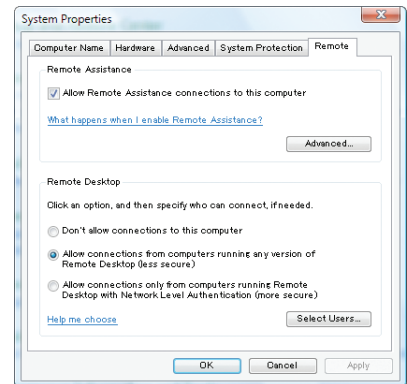 System Properties
Computer Name Hardware Advanced System Protection Remote
Remote Assistance
Allow Remote Assistance connections to this computer
What happens when I enable Remote Assistance?
Advanced...
Remote Desktop
Click an option, and then specify who can connect, if needed.
Don't allow connections to this computer
Allow connections from computers running any version of
Remote Desktop (less secure)
Allow connections only from computers running Remote
Desktop with Network Level Authentication (more secure)
Help me choose
Select Users...
OK Cancel Apply